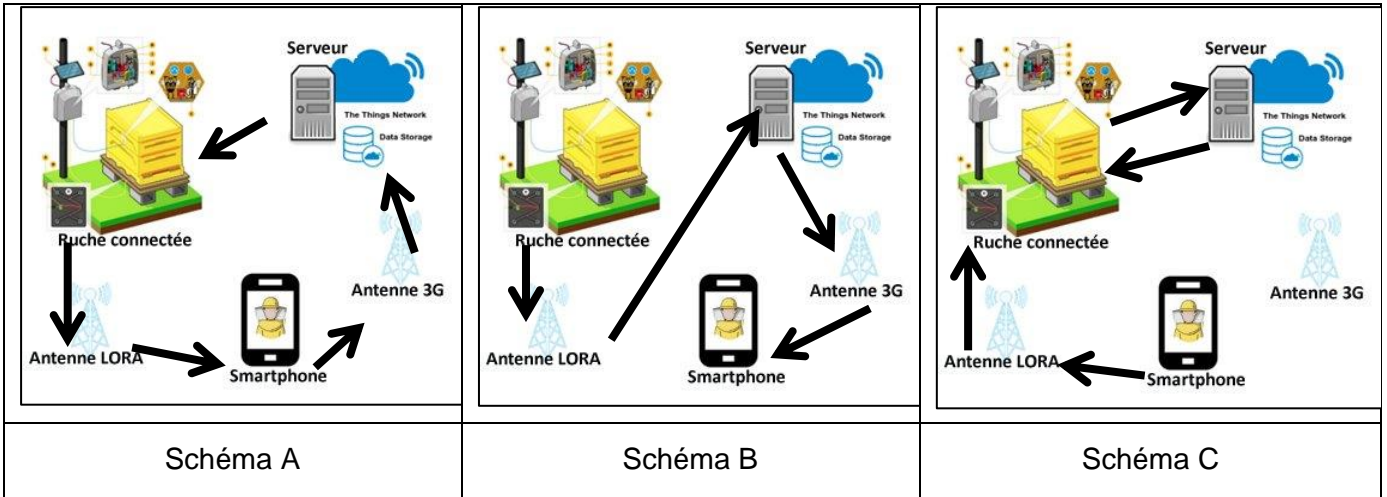 Serveur
The Things Network
Data Storage
Ruche connectée
Antenne 3G
Antenne LORA
Smartphone
Schéma A
Serveur
The Things Network
Data Storage
Ruche connectée
Antenne 3G
Antenne LORA
Smartphone
Schéma B
Serveur
The Things Network
Data Storage
Ruche connectée
Antenne 3G
Antenne LORA
Smartphone
Schéma C